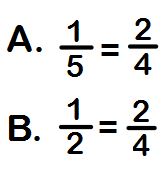 A. 1/5 = 2/4
B. 1/2 = 2/4